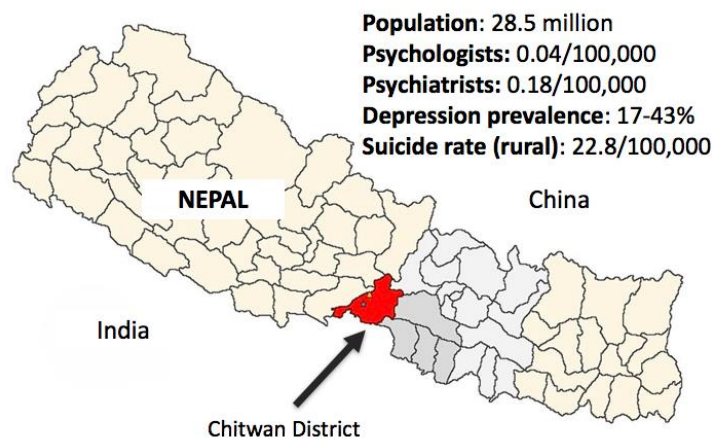 Population: 28.5 million
Psychologists: 0.04/100,000
Psychiatrists: 0.18/100,000
Depression prevalence: 17-43%
Suicide rate (rural): 22.8/100,000
NEPAL
China
India
Chitwan District